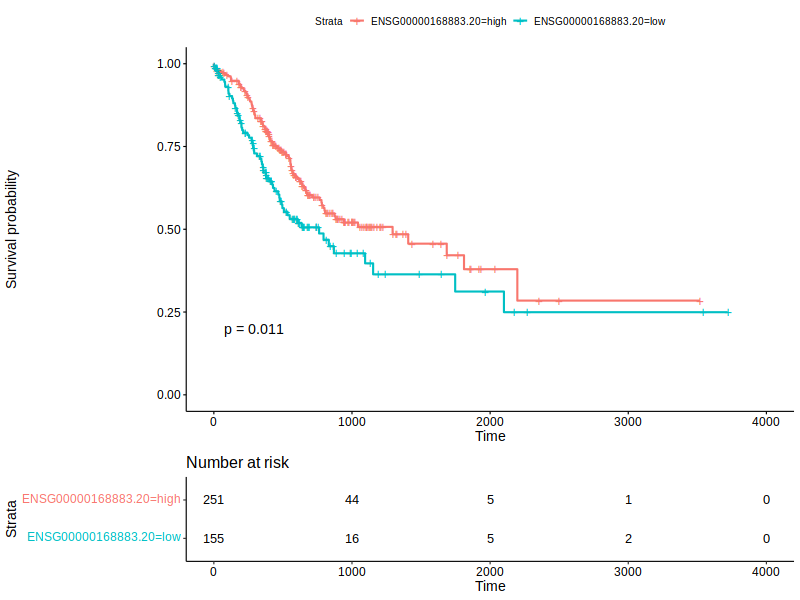 Strata ENSG00000168883.20=high ENSG00000168883.20=low
Survival probability
1.00
0.75
0.50
0.25
0.00
p = 0.011
0 1000 2000 3000 4000
Time
Number at risk
Strata
ENSG00000168883.20=high 251 44 5 1 0
ENSG00000168883.20=low 155 16 5 2 0
0 1000 2000 3000 4000
Time